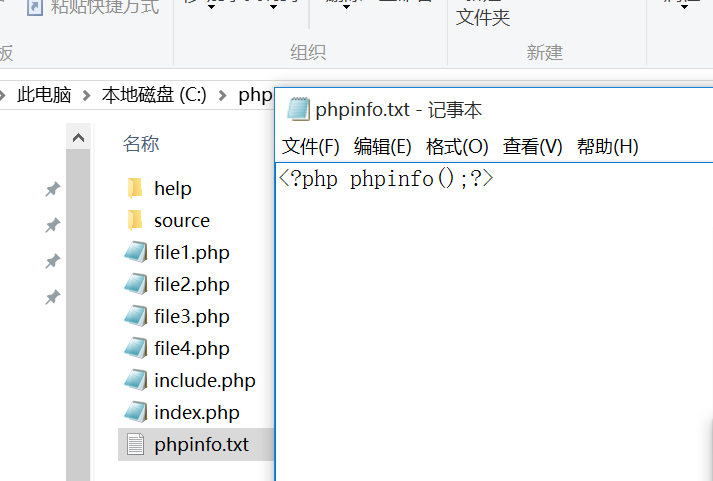 粘贴快捷方式
文件夹
板
组织
新建
此电脑 本地磁盘 (C:) php
phpinfo.txt - 记事本
文件(F) 编辑(E) 格式(O) 查看(V) 帮助(H)
<?php phpinfo();?>
名称
help
source
file1.php
file2.php
file3.php
file4.php
include.php
index.php
phpinfo.txt